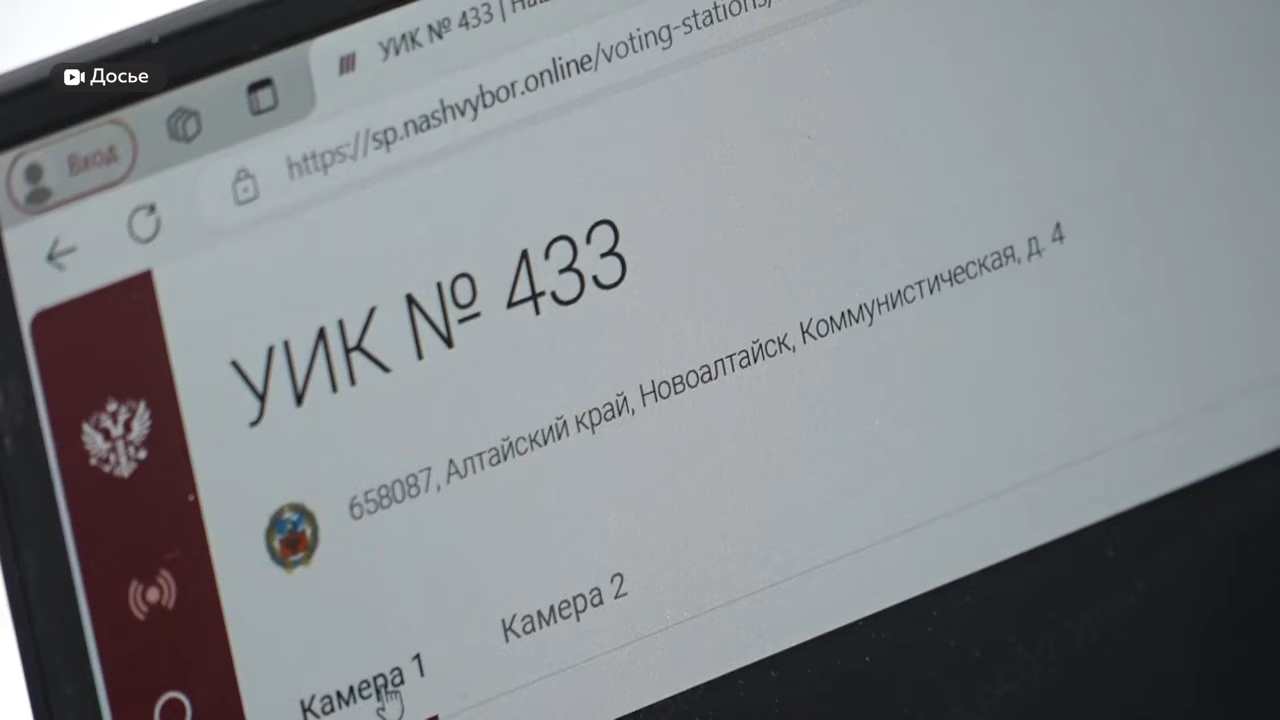 Досье
УИК № 433 |
Вход
https://sp.nashvybor.online/voting-stations/
УИК № 433
658087, Алтайский край, Новоалтайск, Коммунистическая, д. 4
Камера 2
Камера 1